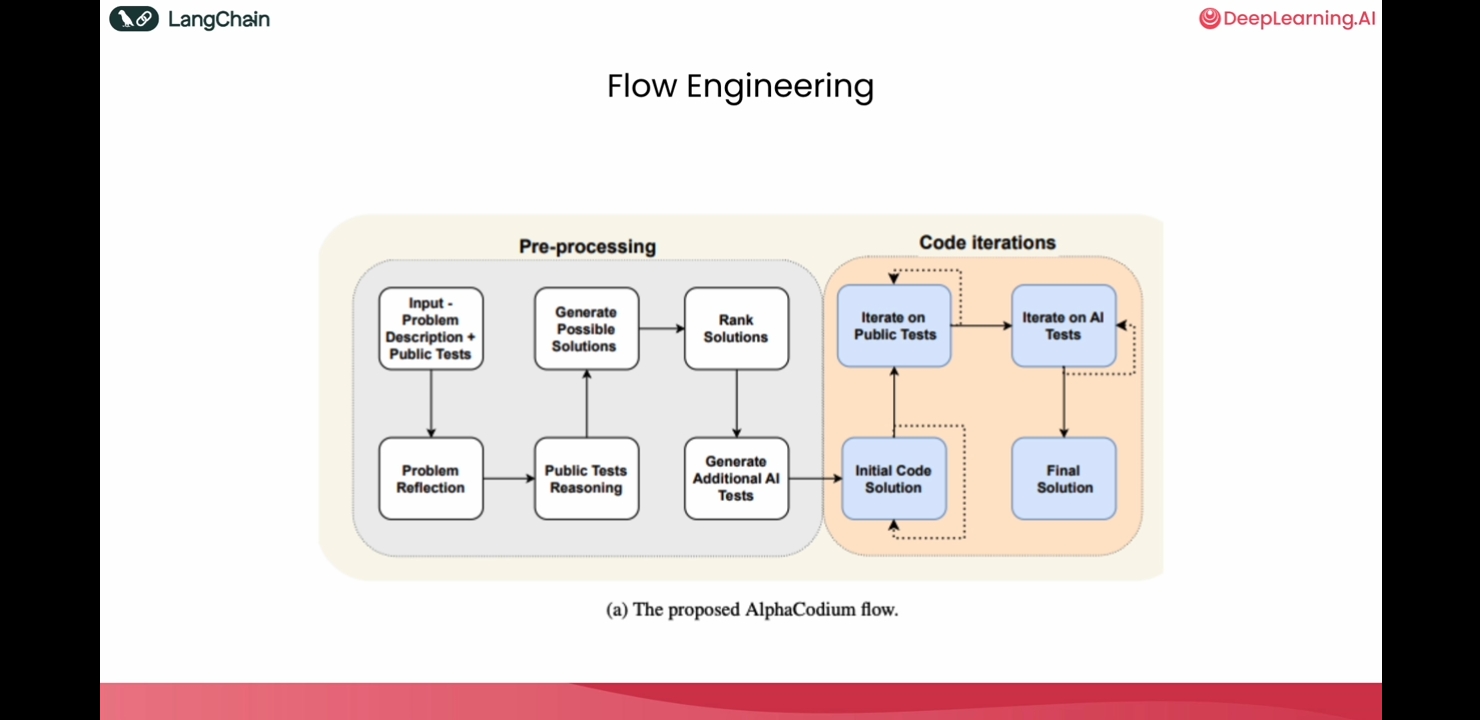 LangChain
DeepLearning.AI
Flow Engineering
Pre-processing
Code iterations
Input -
Problem
Description +
Public Tests
Generate
Possible
Solutions
Rank
Solutions
Iterate on
Public Tests
Iterate on AI
Tests
Problem
Reflection
Public Tests
Reasoning
Generate
Additional AI
Tests
Initial Code
Solution
Final
Solution
(a) The proposed AlphaCodium flow.